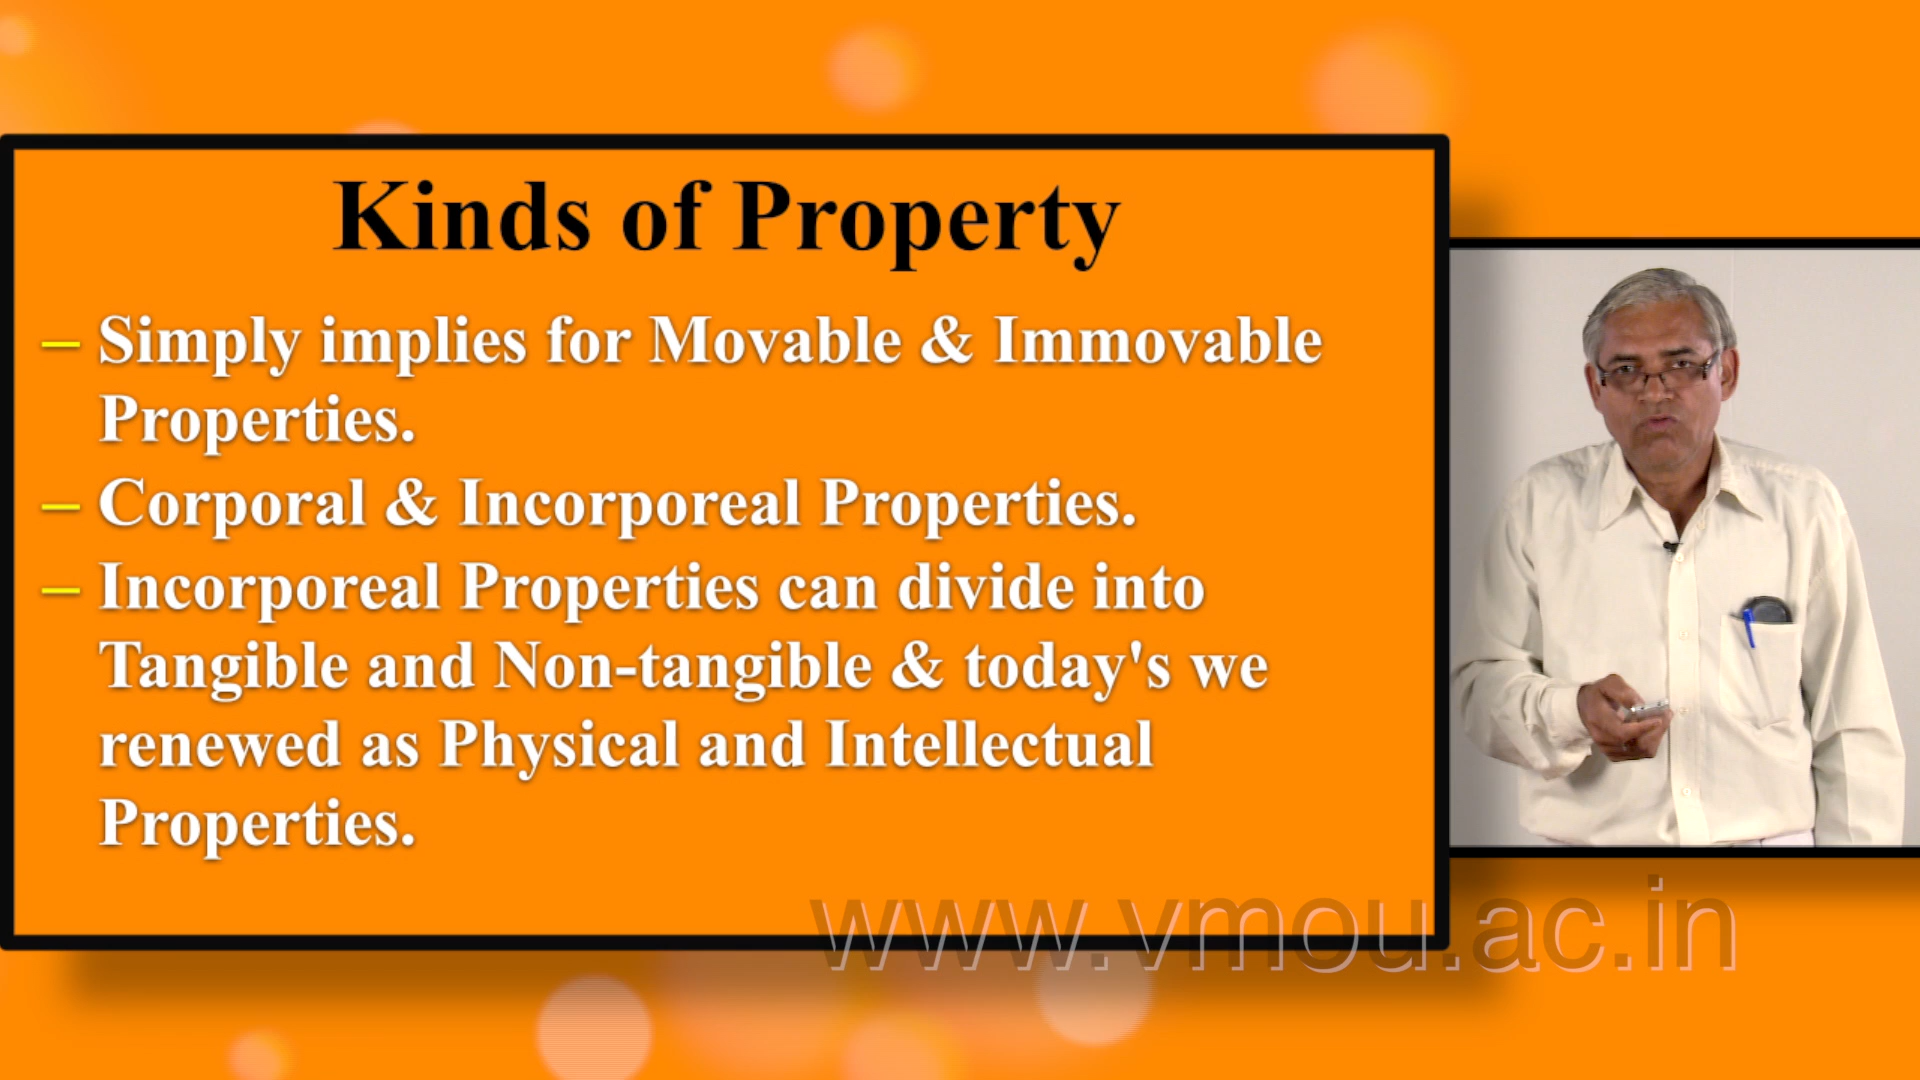 Kinds of Property
– Simply implies for Movable & Immovable
Properties.
– Corporal & Incorporeal Properties.
– Incorporeal Properties can divide into
Tangible and Non-tangible & today's we
renewed as Physical and Intellectual
Properties.
www.vmou.ac.in